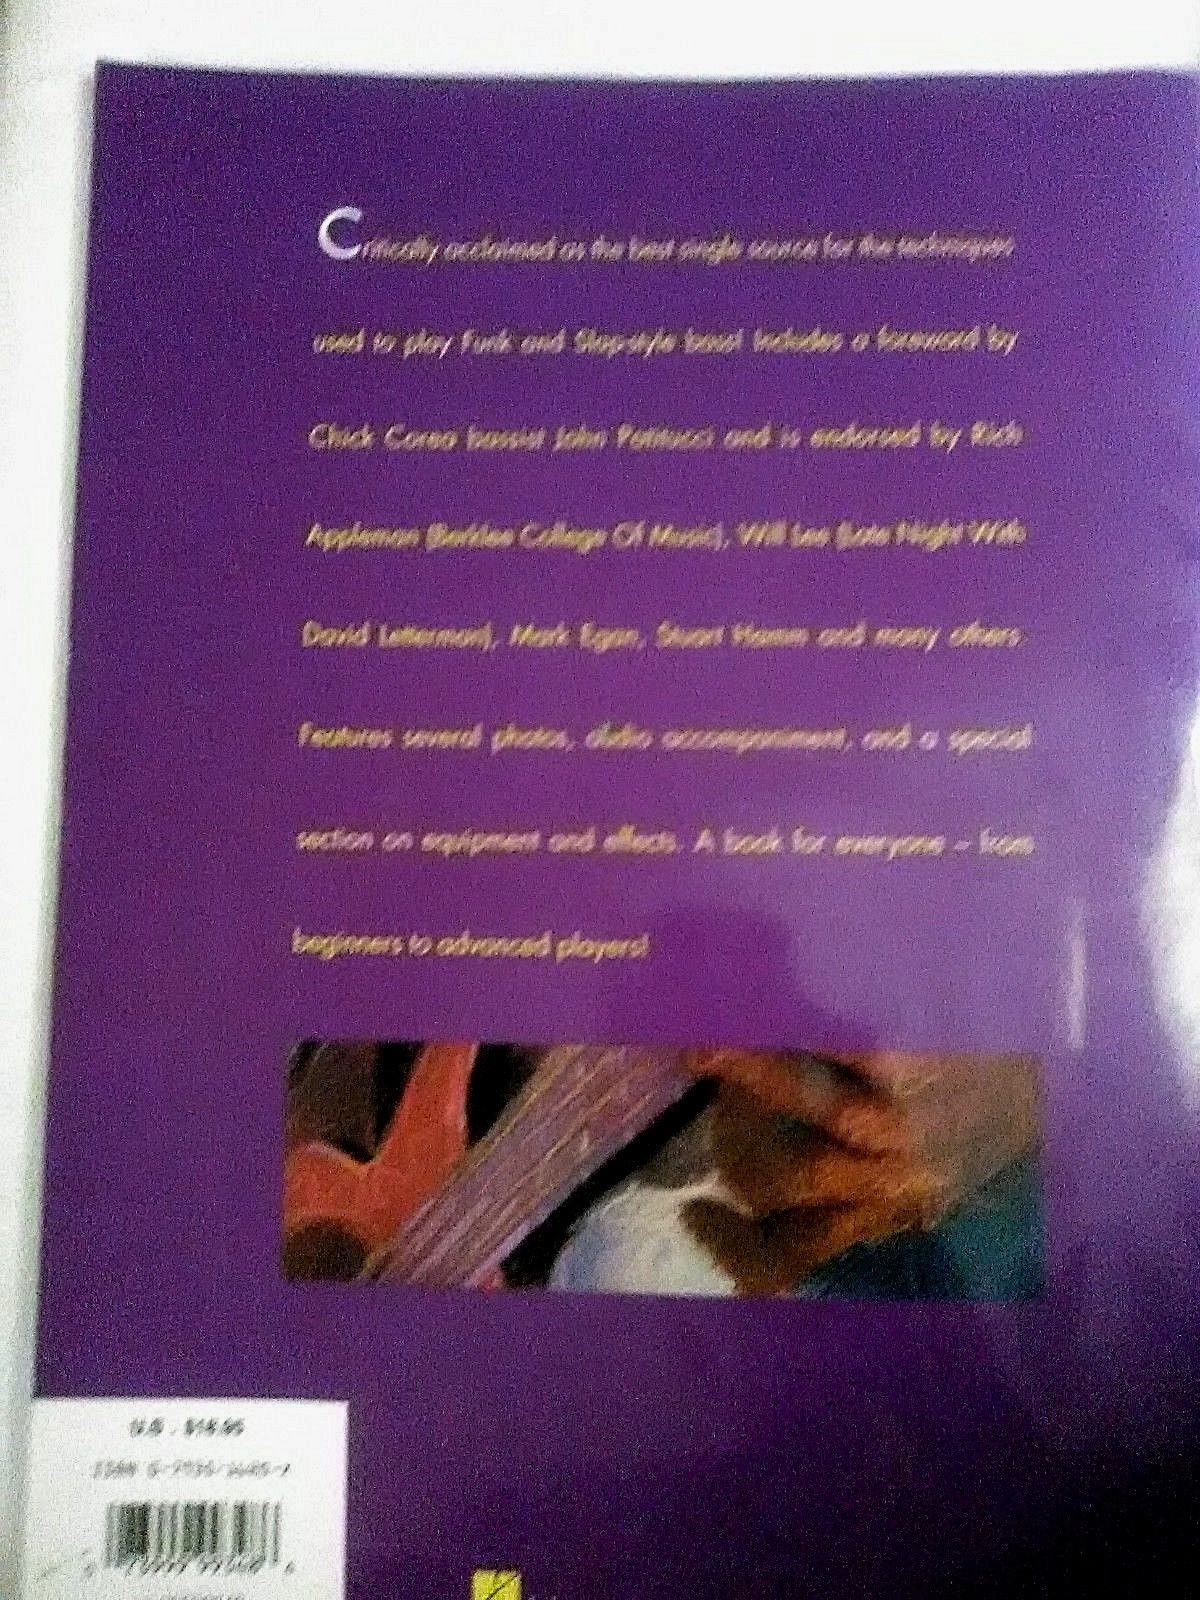 Critically acclaimed as the best single source for the techniques
used to play Funk and Slap-style bass! Includes a foreword by
Chick Corea bassist John Patitucci and is endorsed by Rich
Appleman (Berklee College Of Music), Will Lee (Late Night With
David Letterman), Mark Egan, Stuart Hamm and many others.
Features several photos, audio accompaniment, and a special
section on equipment and effects. A book for everyone – from
beginners to advanced players!
U.S.
ISBN